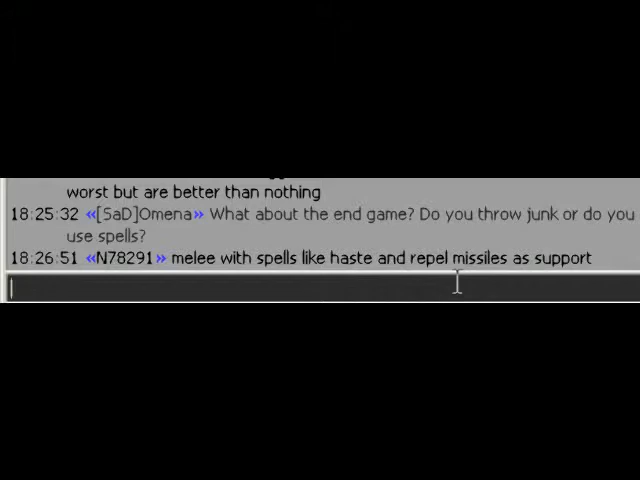 worst but are better than nothing
18:25:32 «[SaD]Omena» What about the end game? Do you throw junk or do you
use spells?
18:26:51 «N78291» melee with spells like haste and repel missiles as support